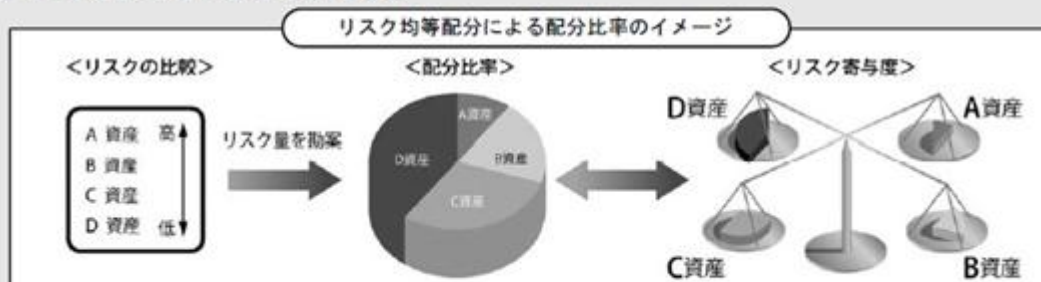 リスク均等配分による配分比率のイメージ
<リスクの比較>
A 資産 高
B 資産
C 資産
D 資産 低
リスク量を勘案
<配分比率>
A資産
B資産
C資産
D資産
<リスク寄与度>
D資産
A資産
C資産
B資産